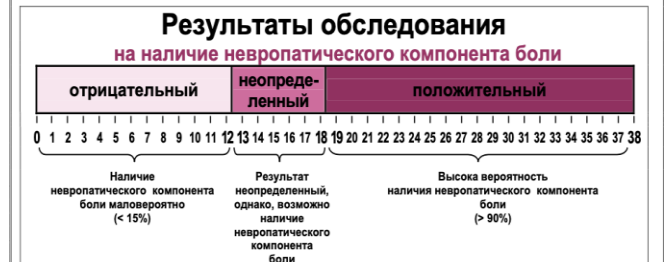 Результаты обследования
на наличие невропатического компонента боли
отрицательный
неопреде-
ленный
положительный
0 1 2 3 4 5 6 7 8 9 10 11 12 13 14 15 16 17 18 19 20 21 22 23 24 25 26 27 28 29 30 31 32 33 34 35 36 37 38
Наличие
невропатического компонента
боли маловероятно
(< 15%)
Результат
неопределенный,
однако, возможно
наличие
невропатического
компонента
боли
Высока вероятность
наличия невропатического компонента
боли
(> 90%)